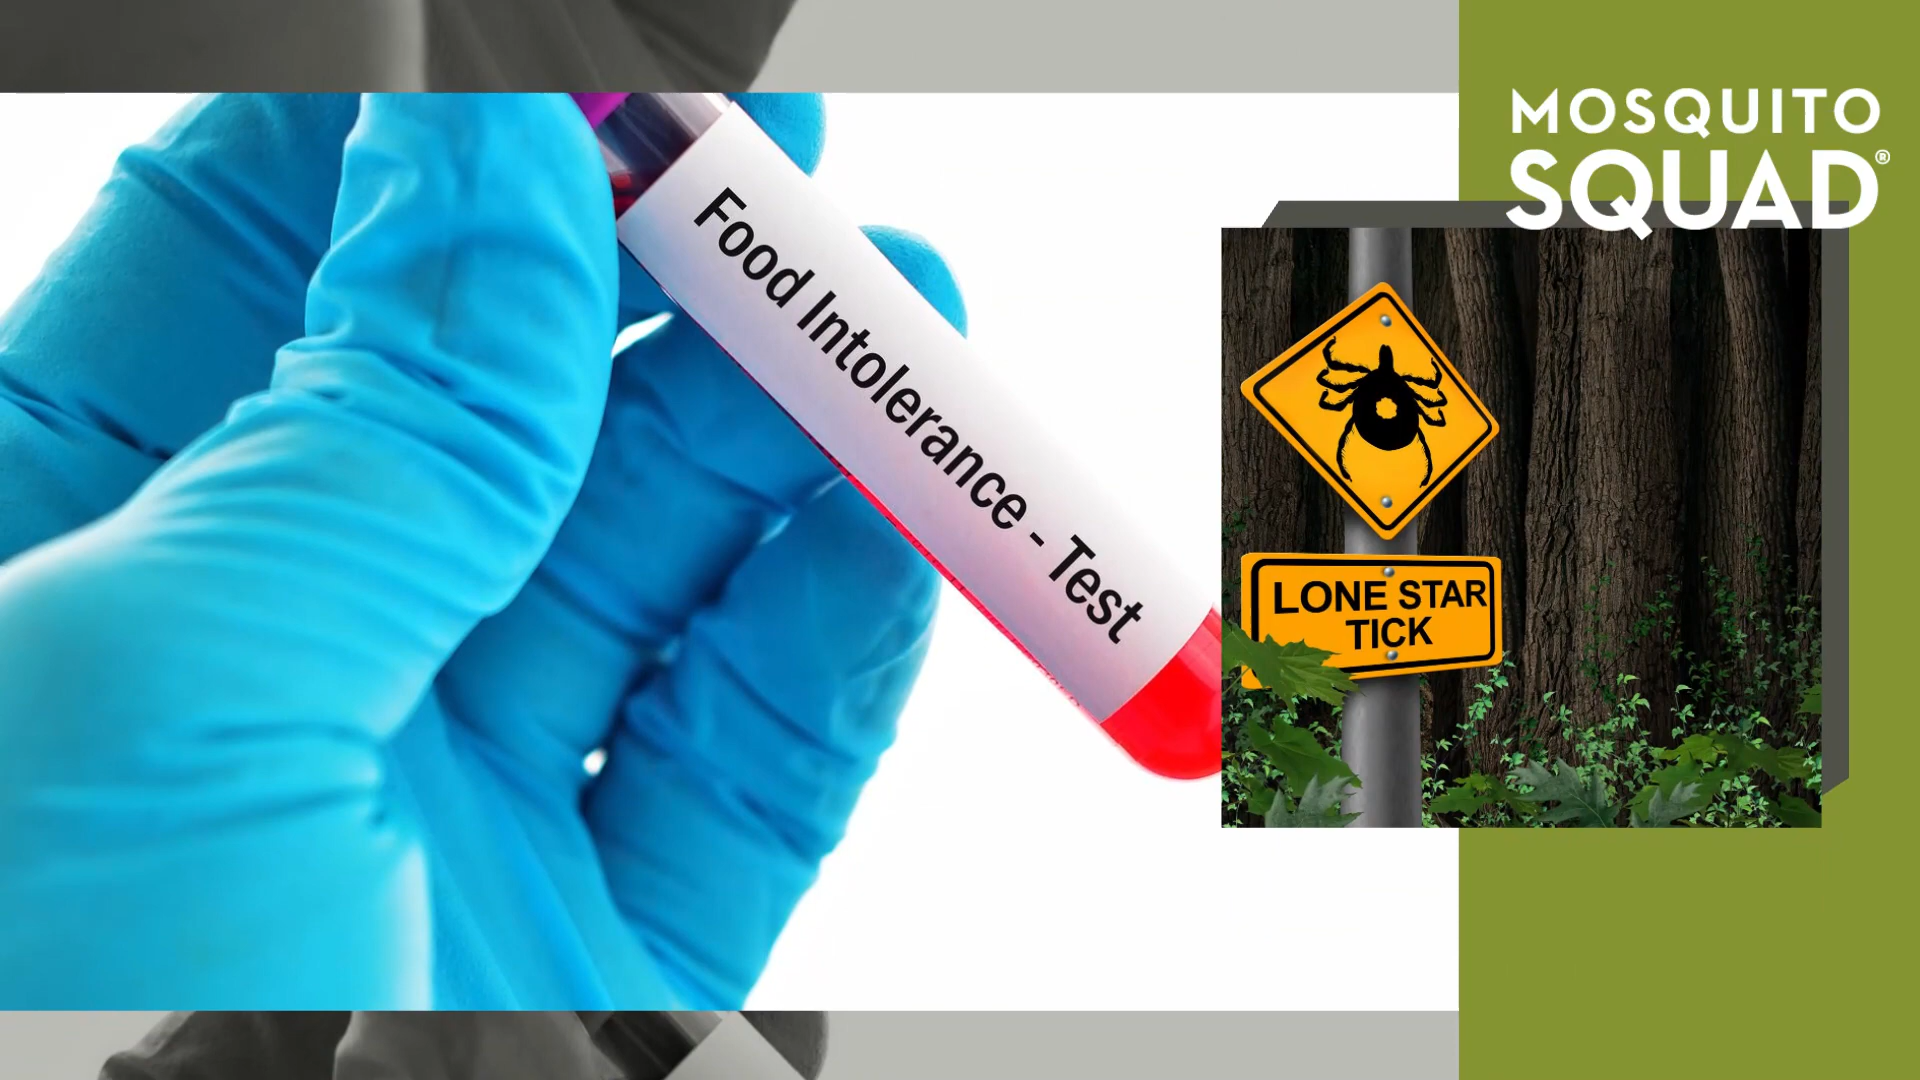 Food Intolerance - Test
MOSQUITO
SQUAD®
LONE STAR
TICK